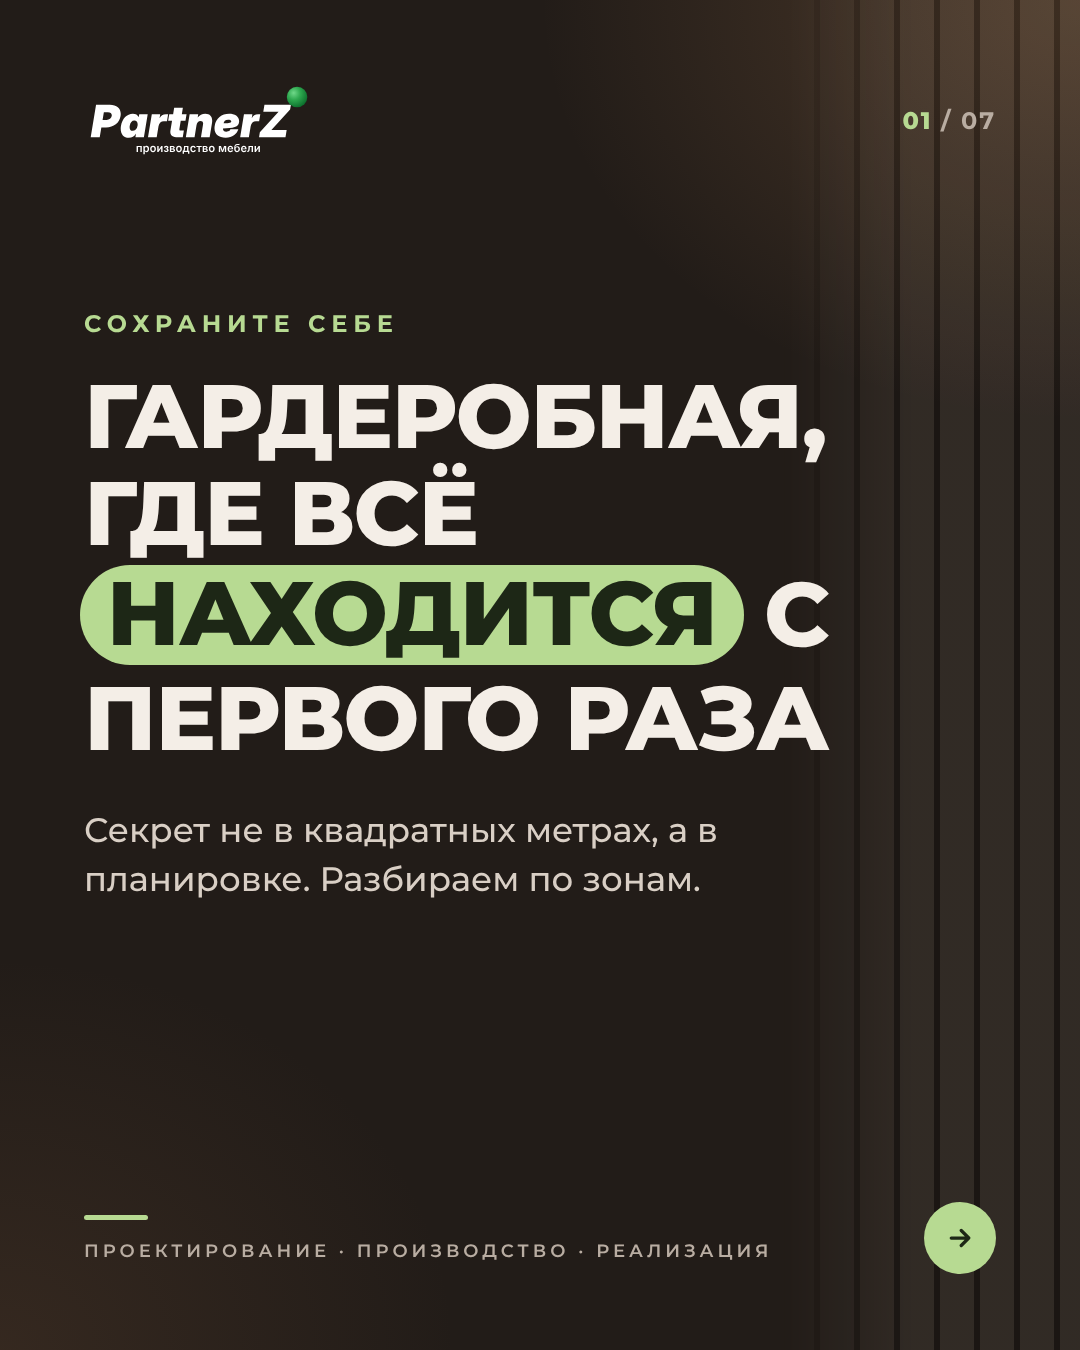 PartnerZ
производство мебели
01 / 07
СОХРАНИТЕ СЕБЕ
ГАРДЕРОБНАЯ,
ГДЕ ВСЁ
НАХОДИТСЯ С
ПЕРВОГО РАЗА
Секрет не в квадратных метрах, а в
планировке. Разбираем по зонам.
ПРОЕКТИРОВАНИЕ · ПРОИЗВОДСТВО · РЕАЛИЗАЦИЯ